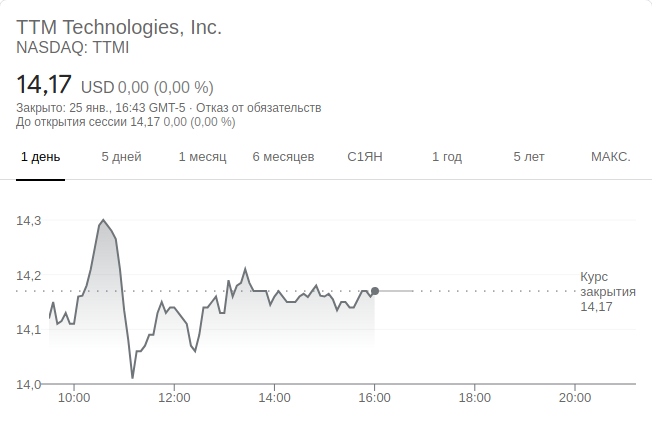 TTM Technologies, Inc.
NASDAQ: TTMI
14,17 USD 0,00 (0,00 %)
Закрыто: 25 янв., 16:43 GMT-5 · Отказ от обязательств
До открытия сессии 14,17 0,00 (0,00 %)
1 день 5 дней 1 месяц 6 месяцев С1ЯН 1 год 5 лет МАКС.
14,3
14,2
Курс
закрытия
14,17
14,1
14,0
10:00 12:00 14:00 16:00 18:00 20:00